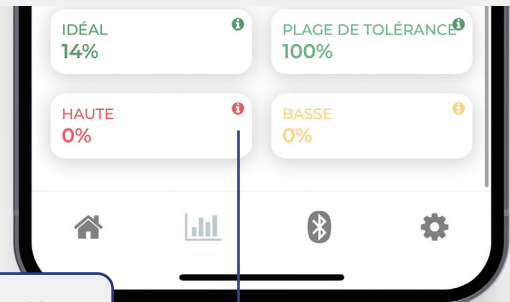 IDÉAL
14%
PLAGE DE TOLÉRANCE
100%
HAUTE
0%
BASSE
0%